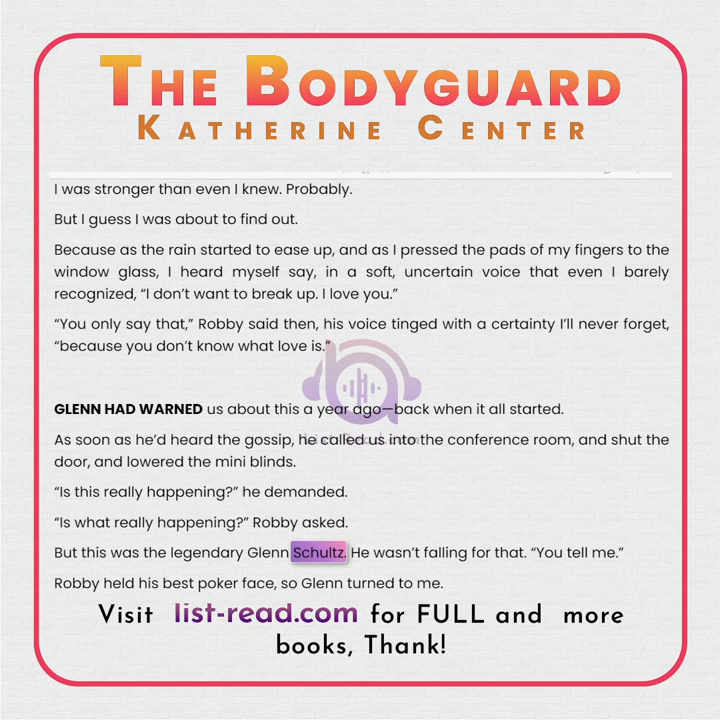 THE BODYGUARD
KATHERINE CENTER
I was stronger than even I knew. Probably.
But I guess I was about to find out.
Because as the rain started to ease up, and as I pressed the pads of my fingers to the
window glass, I heard myself say, in a soft, uncertain voice that even I barely
recognized, “I don’t want to break up. I love you.”
“You only say that,” Robby said then, his voice tinged with a certainty I’ll never forget,
“because you don’t know what love is.”
GLENN HAD WARNED us about this a year ago—back when it all started.
As soon as he’d heard the gossip, he called us into the conference room, and shut the
door, and lowered the mini blinds.
“Is this really happening?” he demanded.
“Is what really happening?” Robby asked.
But this was the legendary Glenn Schultz. He wasn’t falling for that. “You tell me.”
Robby held his best poker face, so Glenn turned to me.
Visit list-read.com for FULL and more
books, Thank!